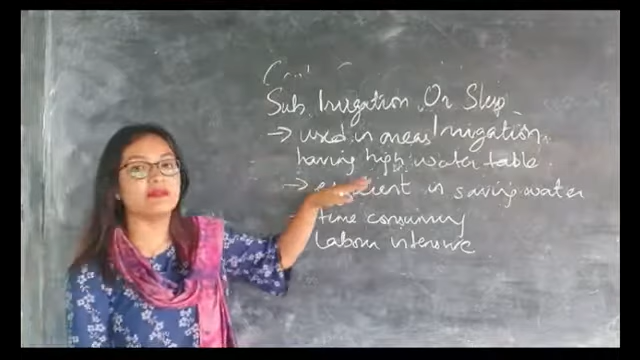 Sub Irrigation Or Step
→ used in areas Irrigation
having high water table.
→ efficient in saving water
time consuming
Labour intensive